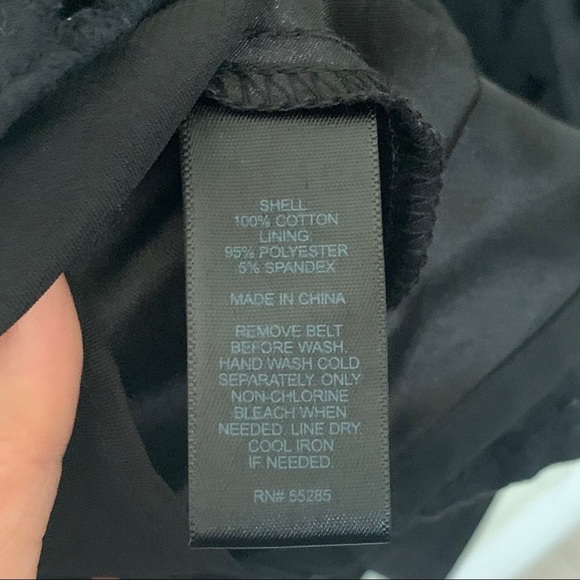 SHELL
100% COTTON
LINING
95% POLYESTER
5% SPANDEX
MADE IN CHINA
REMOVE BELT
BEFORE WASH.
HAND WASH COLD
SEPARATELY. ONLY
NON-CHLORINE
BLEACH WHEN
NEEDED. LINE DRY.
COOL IRON
IF NEEDED.
RN# 55285